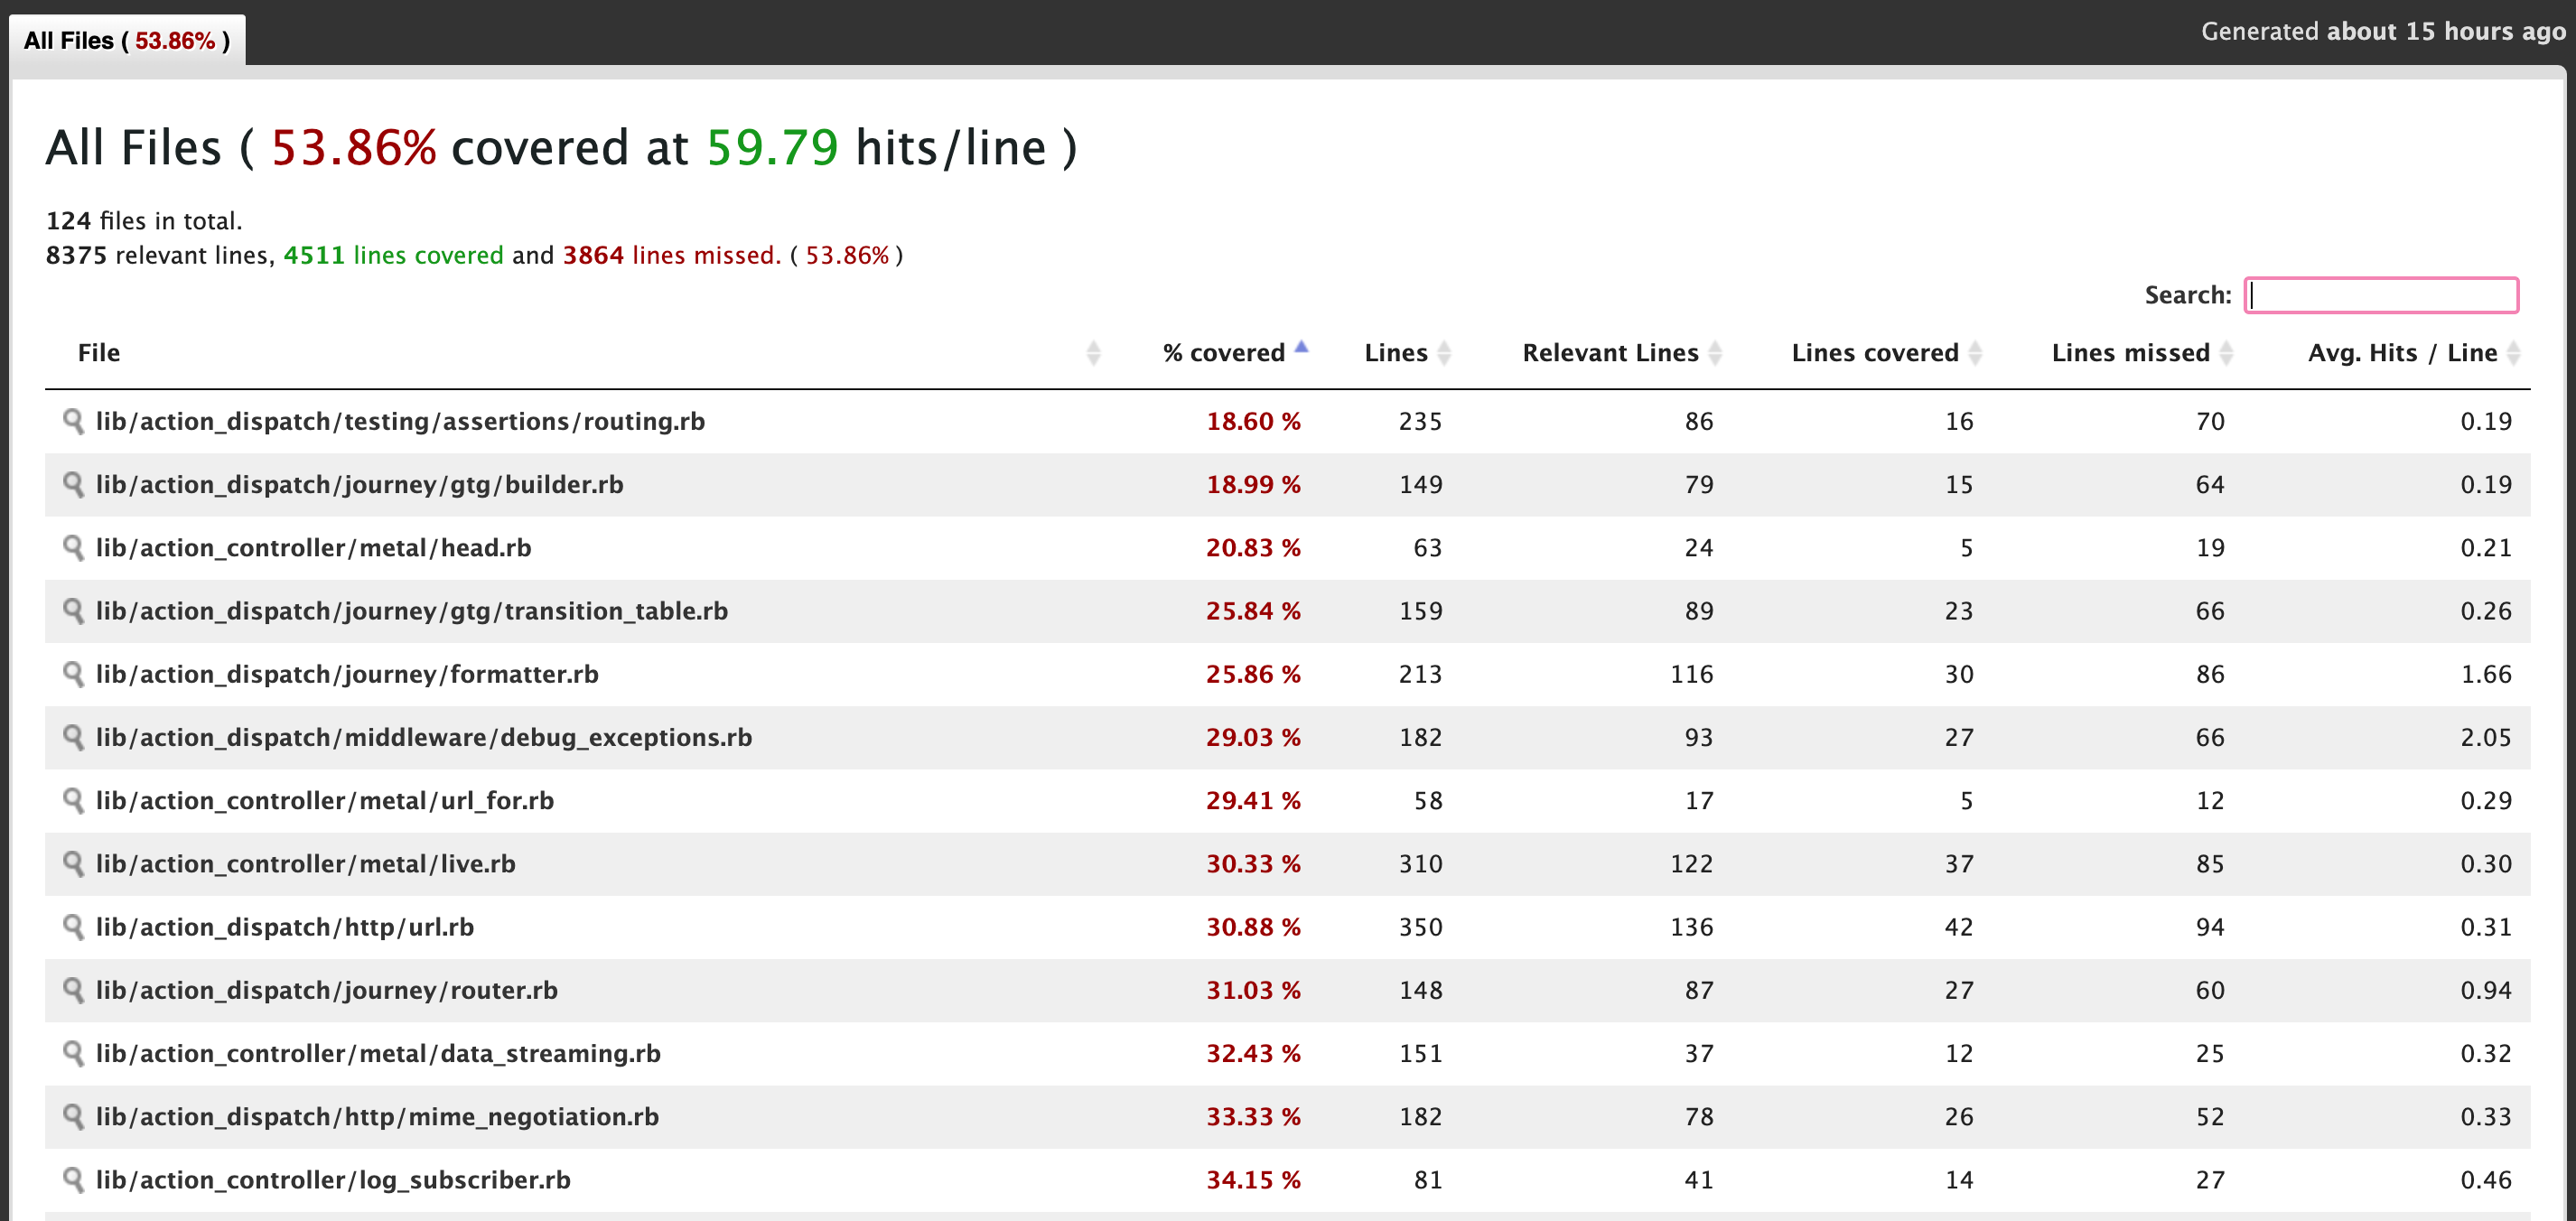 All Files ( 53.86% )
Generated about 15 hours ago
All Files ( 53.86% covered at 59.79 hits/line )
124 files in total.
8375 relevant lines, 4511 lines covered and 3864 lines missed. ( 53.86% )
Search:
File % covered Lines Relevant Lines Lines covered Lines missed Avg. Hits / Line
lib/action_dispatch/testing/assertions/routing.rb 18.60 % 235 86 16 70 0.19
lib/action_dispatch/journey/gtg/builder.rb 18.99 % 149 79 15 64 0.19
lib/action_controller/metal/head.rb 20.83 % 63 24 5 19 0.21
lib/action_dispatch/journey/gtg/transition_table.rb 25.84 % 159 89 23 66 0.26
lib/action_dispatch/journey/formatter.rb 25.86 % 213 116 30 86 1.66
lib/action_dispatch/middleware/debug_exceptions.rb 29.03 % 182 93 27 66 2.05
lib/action_controller/metal/url_for.rb 29.41 % 58 17 5 12 0.29
lib/action_controller/metal/live.rb 30.33 % 310 122 37 85 0.30
lib/action_dispatch/http/url.rb 30.88 % 350 136 42 94 0.31
lib/action_dispatch/journey/router.rb 31.03 % 148 87 27 60 0.94
lib/action_controller/metal/data_streaming.rb 32.43 % 151 37 12 25 0.32
lib/action_dispatch/http/mime_negotiation.rb 33.33 % 182 78 26 52 0.33
lib/action_controller/log_subscriber.rb 34.15 % 81 41 14 27 0.46